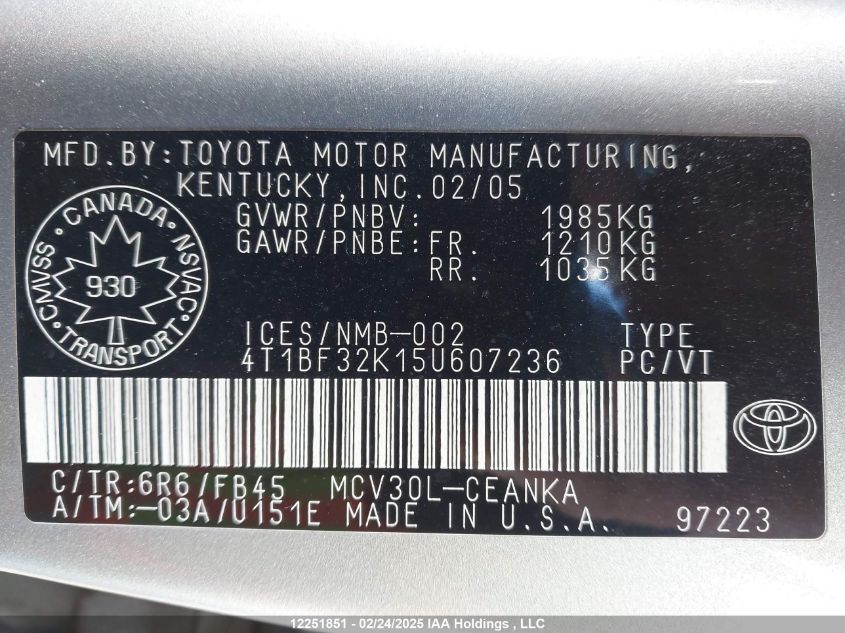 MFD.BY:TOYOTA MOTOR MANUFACTURING,
KENTUCKY,INC.02/05
GVWR/PNBV: 1985KG
GAWR/PNBE:FR. 1210KG
RR. 1035KG
CANADA
CMVSS NSVAC
930
TRANSPORT
ICES/NMB-002 TYPE
4T1BF32K15U607236 PC/VT
C/TR:6R6/FB45 MCV30L-CEANKA
A/TM:-03A/U151E MADE IN U.S.A. 97223
12251851 - 02/24/2025 IAA Holdings , LLC